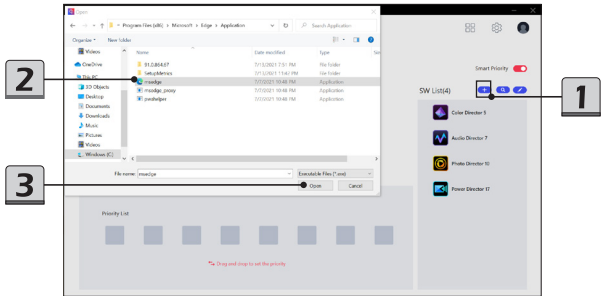 Open
Program Files (x86) > Microsoft > Edge > Application
Search Application
Organize
New folder
Videos
OneDrive
This PC
3D Objects
Desktop
Documents
Downloads
Music
Pictures
Videos
Windows (C:)
Name
Date modified
Type
91.0.864.67
7/13/2021 7:51 PM
File folder
SetupMetrics
7/13/2021 11:42 PM
File folder
msedge
7/7/2021 10:48 PM
Application
msedge_proxy
7/7/2021 10:48 PM
Application
pwahelper
7/7/2021 10:48 PM
Application
File name:
msedge
Executable Files (*.exe)
Open
Cancel
Smart Priority
SW List(4)
Color Director 5
Audio Director 7
Photo Director 10
Power Director 17
Priority List
Drag and drop to set the priority
1
2
3